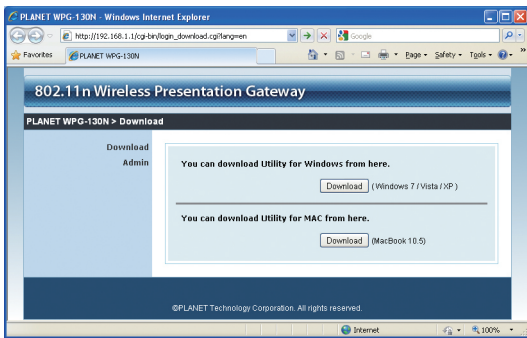 PLANET WPG-130N - Windows Internet Explorer
http://192.168.1.1/cgi-bin/login_download.cgi?lang=en
Google
Favorites
PLANET WPG-130N
Page
Safety
Tools
802.11n Wireless Presentation Gateway
PLANET WPG-130N > Download
Download
Admin
You can download Utility for Windows from here.
Download (Windows 7 / Vista / XP )
You can download Utility for MAC from here.
Download (MacBook 10.5)
©PLANET Technology Corporation. All rights reserved.
Internet
100%